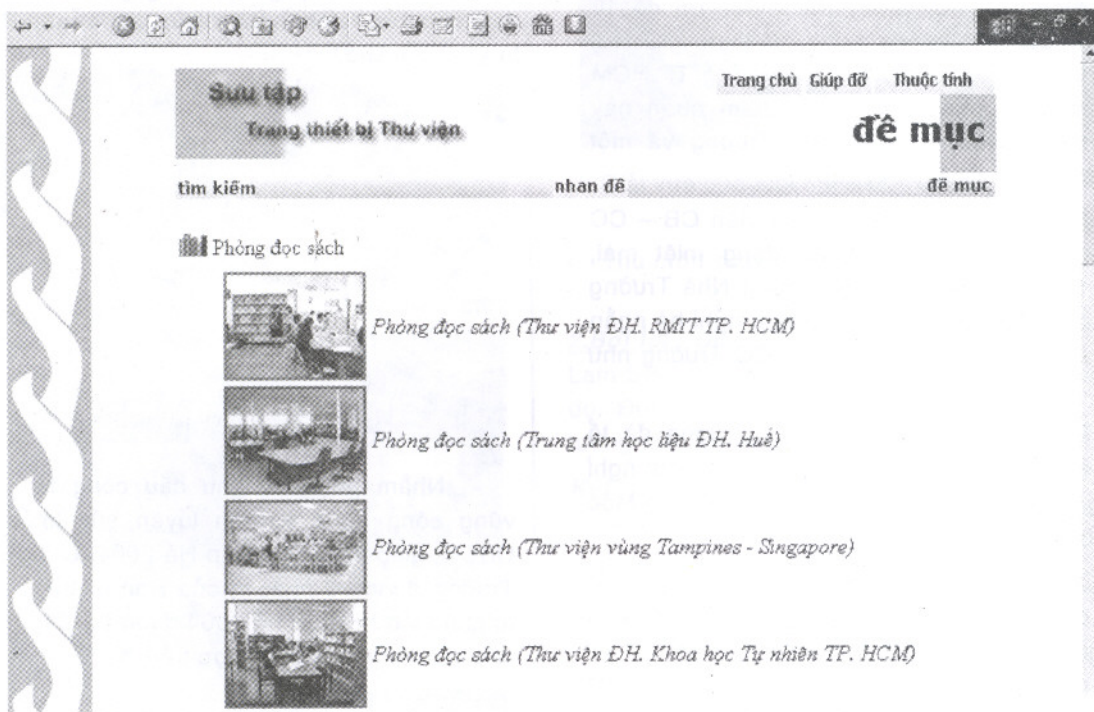 Sưu tập
Trang thiết bị Thư viện
Trang chủ Giúp đỡ Thuộc tính
đề mục
tìm kiếm nhan đề đề mục
Phòng đọc sách
Phòng đọc sách (Thư viện ĐH. RMIT TP. HCM)
Phòng đọc sách (Trung tâm học liệu ĐH. Huế)
Phòng đọc sách (Thư viện vùng Tampines - Singapore)
Phòng đọc sách (Thư viện ĐH. Khoa học Tự nhiên TP. HCM)